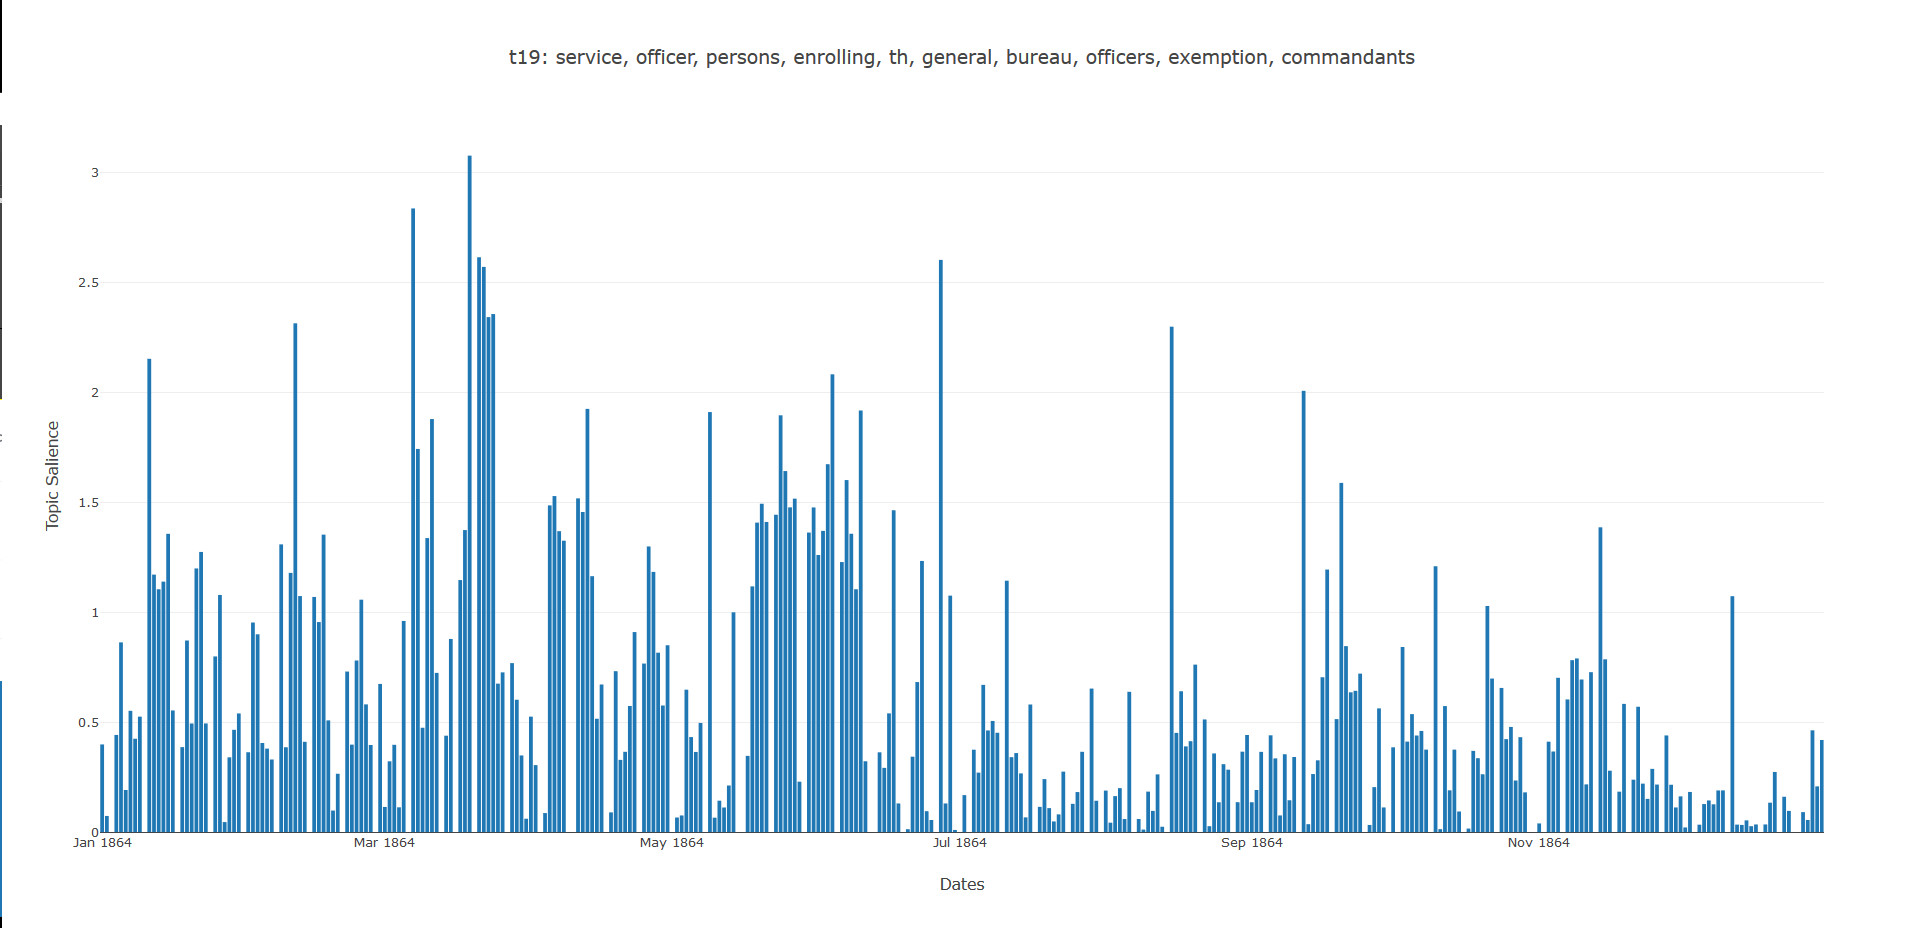 t19: service, officer, persons, enrolling, th, general, bureau, officers, exemption, commandants
3
2.5
2
1.5
1
0.5
0
Topic Salience
Jan 1864 Mar 1864 May 1864 Jul 1864 Sep 1864 Nov 1864
Dates